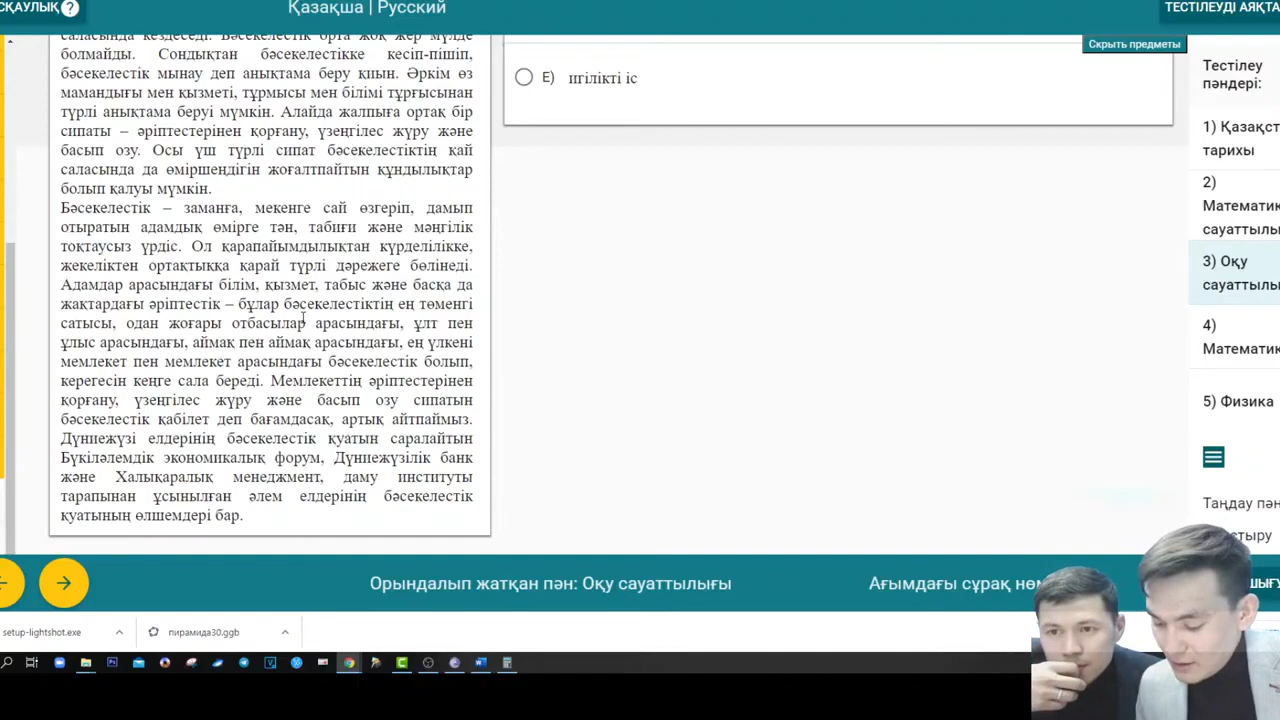 СҚАУЛЫҚ ?
Қазақша | Русский
ТЕСТІЛЕУДІ АЯҚТА
Скрыть предметы
саласында кездеседі. Бәсекелестік орта жоқ жер мүлде
болмайды. Сондықтан бәсекелестікке кесіп-пішіп,
бәсекелестік мынау деп анықтама беру қиын. Әркім өз
мамандығы мен қызметі, тұрмысы мен білімі тұрғысынан
түрлі анықтама беруі мүмкін. Алайда жалпыға ортақ бір
сипаты – әріптестерінен қорғану, үзеңгілес жүру және
басып озу. Осы үш түрлі сипат бәсекелестіктің қай
саласында да өміршеңдігін жоғалтпайтын құндылықтар
болып қалуы мүмкін.
Бәсекелестік – заманға, мекенге сай өзгеріп, дамып
отыратын адамдық өмірге тән, табиғи және мәңгілік
тоқтаусыз үрдіс. Ол қарапайымдылықтан күрделілікке,
жекеліктен ортақтыққа қарай түрлі дәрежеге бөлінеді.
Адамдар арасындағы білім, қызмет, табыс және басқа да
жақтардағы әріптестік – бұлар бәсекелестіктің ең төменгі
сатысы, одан жоғары отбасылар арасындағы, ұлт пен
ұлыс арасындағы, аймақ пен аймақ арасындағы, ең үлкені
мемлекет пен мемлекет арасындағы бәсекелестік болып,
керегесін кеңге сала береді. Мемлекеттің әріптестерінен
қорғану, үзеңгілес жүру және басып озу сипатын
бәсекелестік қабілет деп бағамдасақ, артық айтпаймыз.
Дүниежүзі елдерінің бәсекелестік қуатын саралайтын
Бүкіләлемдік экономикалық форум, Дүниежүзілік банк
және Халықаралық менеджмент, даму институты
тарапынан ұсынылған әлем елдерінің бәсекелестік
қуатының өлшемдері бар.
E) игілікті іс
Тестілеу
пәндері:
1) Қазақст
тарихы
2)
Математик
сауаттылы
3) Оқу
сауаттылы
4)
Математик
5) Физика
Таңдау пән
стыру
Орындалып жатқан пән: Оқу сауаттылығы
Ағымдағы сұрақ нөм
ШЫҒУ
setup-lightshot.exe
пирамида30.ggb